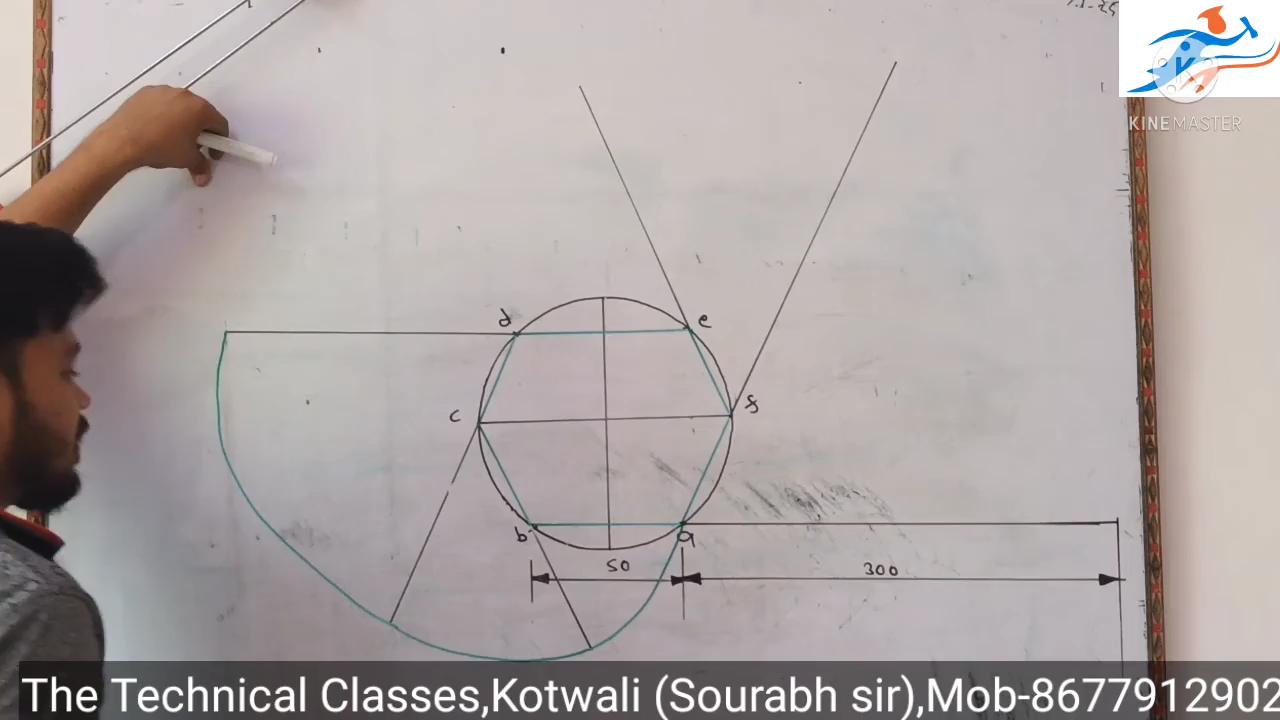 K
KINEMASTER
d
e
c
f
b
a
50
300
The Technical Classes,Kotwali (Sourabh sir),Mob-8677912902